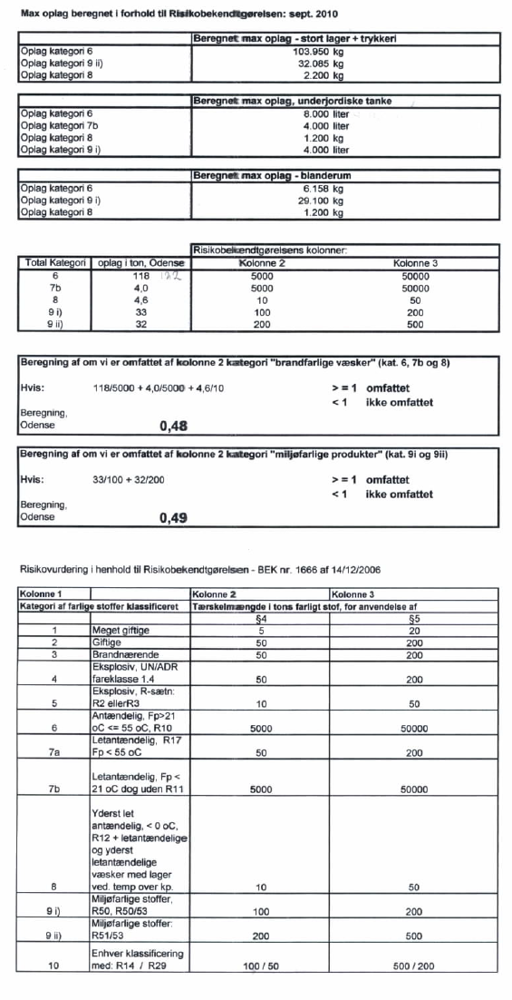 Max oplag beregnet i forhold til Risikobekendtgørelsen: sept. 2010
Beregnet max oplag - stort lager + trykkeri
Oplag kategori 6 103.950 kg
Oplag kategori 9 ii) 32.085 kg
Oplag kategori 8 2.200 kg
Beregnet max oplag, underjordiske tanke
Oplag kategori 6 8.000 liter
Oplag kategori 7b 4.000 liter
Oplag kategori 8 1.200 kg
Oplag kategori 9 i) 4.000 liter
Beregnet max oplag - blanderum
Oplag kategori 6 6.158 kg
Oplag kategori 9 i) 29.100 kg
Oplag kategori 8 1.200 kg
Risikobekendtgørelsens kolonner:
Total Kategori oplag i ton, Odense Kolonne 2 Kolonne 3
6 118 122 5000 50000
7b 4,0 5000 50000
8 4,6 10 50
9 i) 33 100 200
9 ii) 32 200 500
Beregning af om vi er omfattet af kolonne 2 kategori "brandfarlige væsker" (kat. 6, 7b og 8)
Hvis: 118/5000 + 4,0/5000 + 4,6/10 > = 1 omfattet
< 1 ikke omfattet
Beregning,
Odense 0,48
Beregning af om vi er omfattet af kolonne 2 kategori "miljøfarlige produkter" (kat. 9i og 9ii)
Hvis: 33/100 + 32/200 > = 1 omfattet
< 1 ikke omfattet
Beregning,
Odense 0,49
Risikovurdering i henhold til Risikobekendtgørelsen - BEK nr. 1666 af 14/12/2006
Kolonne 1 Kolonne 2 Kolonne 3
Kategori af farlige stoffer klassificeret Tærskelmængde i tons farligt stof, for anvendelse af
§4 §5
1 Meget giftige 5 20
2 Giftige 50 200
3 Brandnærende 50 200
Eksplosiv, UN/ADR
4 fareklasse 1.4 50 200
Eksplosiv, R-sætn:
5 R2 ellerR3 10 50
Antændelig, Fp>21
6 oC <= 55 oC, R10 5000 50000
Letantændelig, R17
7a Fp < 55 oC 50 200
Letantændelig, Fp <
7b 21 oC dog uden R11 5000 50000
Yderst let
antændelig, < 0 oC,
R12 + letantændelige
og yderst
letantændelige
væsker med lager
8 ved. temp over kp. 10 50
Miljøfarlige stoffer,
9 i) R50, R50/53 100 200
Miljøfarlige stoffer:
9 ii) R51/53 200 500
Enhver klassificering
10 med: R14 / R29 100 / 50 500 / 200